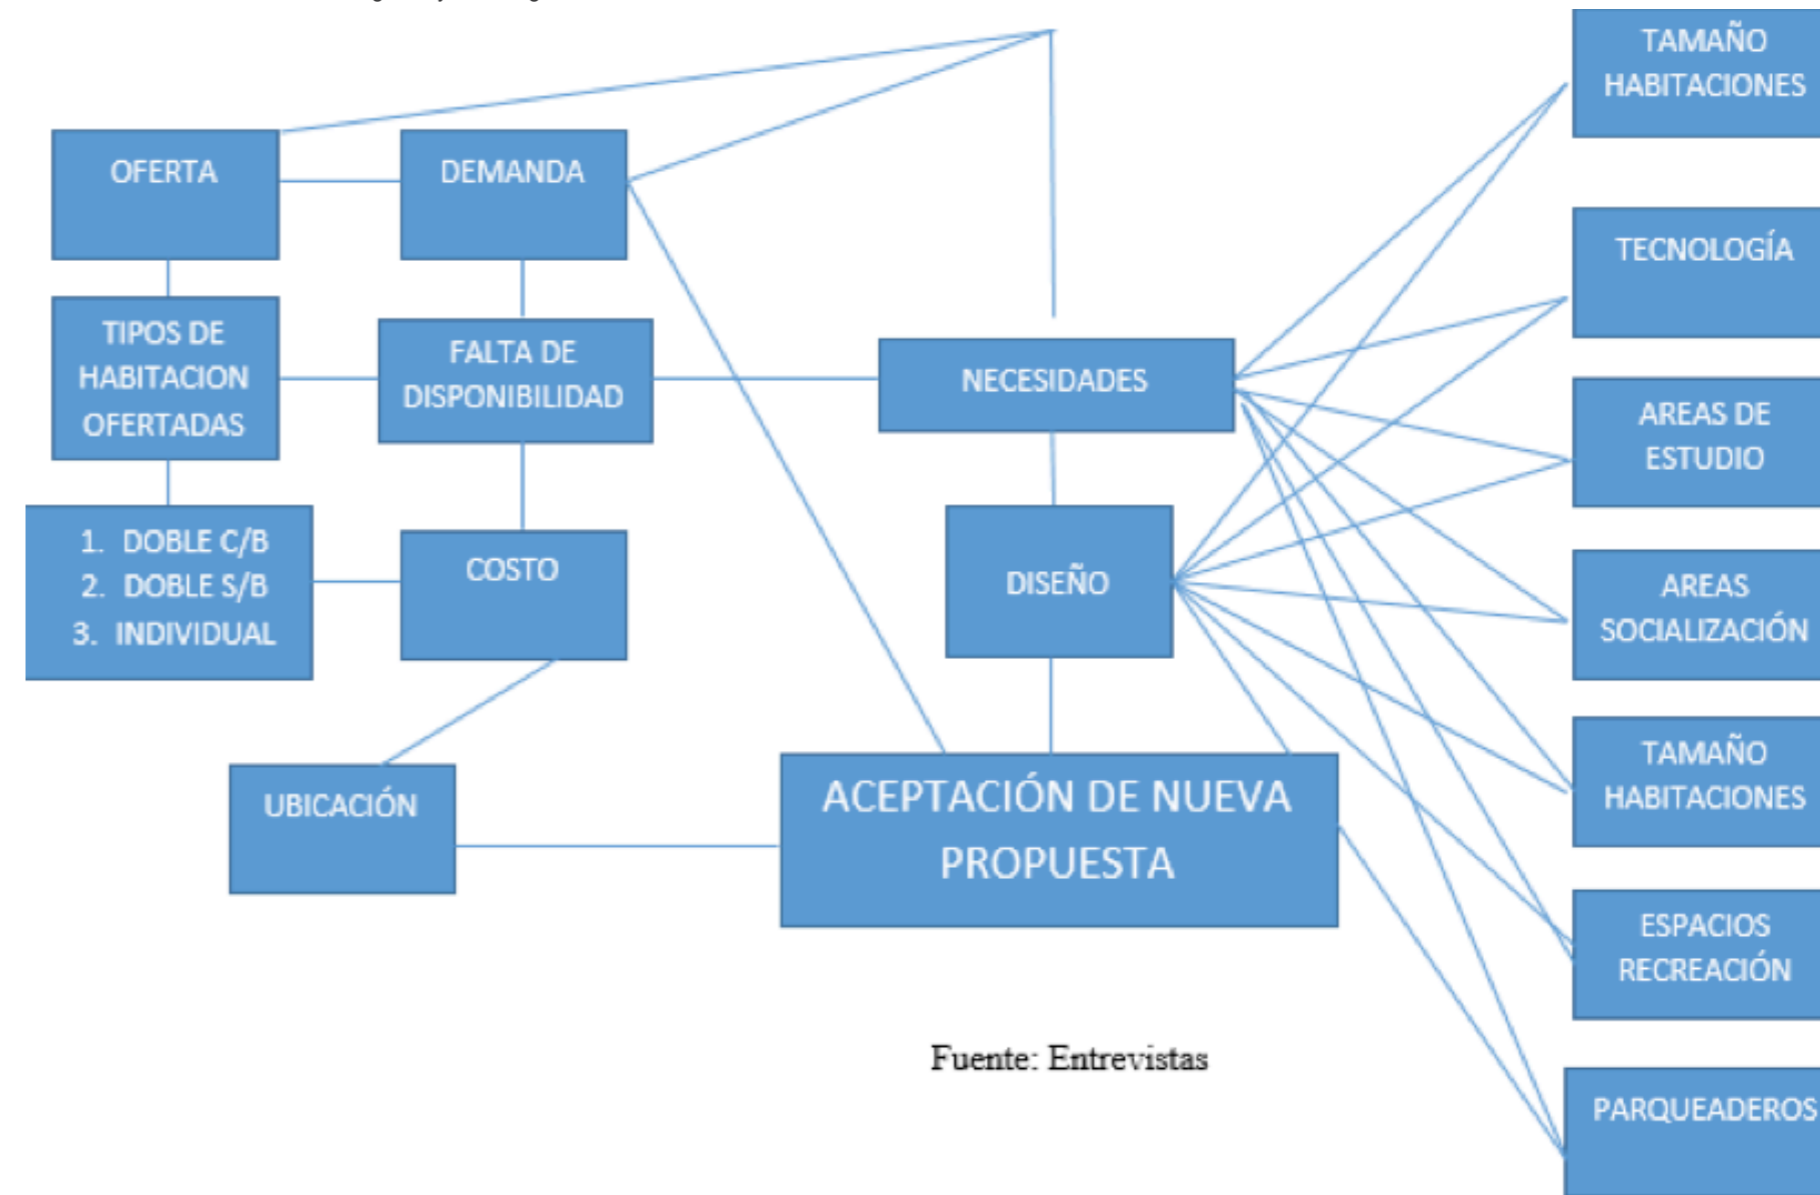 OFERTA
DEMANDA
TIPOS DE
HABITACION
OFERTADAS
FALTA DE
DISPONIBILIDAD
NECESIDADES
1. DOBLE C/B
2. DOBLE S/B
3. INDIVIDUAL
COSTO
DISEÑO
UBICACIÓN
ACEPTACIÓN DE NUEVA
PROPUESTA
TAMAÑO
HABITACIONES
TECNOLOGÍA
AREAS DE
ESTUDIO
AREAS
SOCIALIZACIÓN
TAMAÑO
HABITACIONES
ESPACIOS
RECREACIÓN
PARQUEADEROS
Fuente: Entrevistas